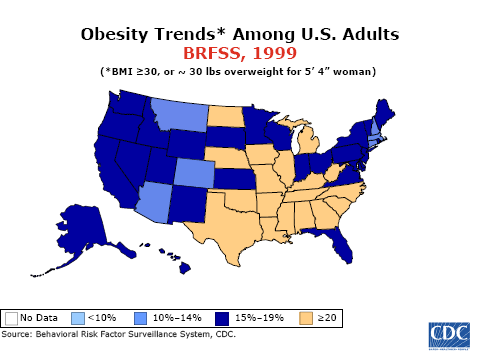 Obesity Trends* Among U.S. Adults
BRFSS, 1999
(*BMI ≥30, or ~ 30 lbs overweight for 5’ 4” woman)
No Data <10% 10%–14% 15%–19% ≥20
Source: Behavioral Risk Factor Surveillance System, CDC.
CDC